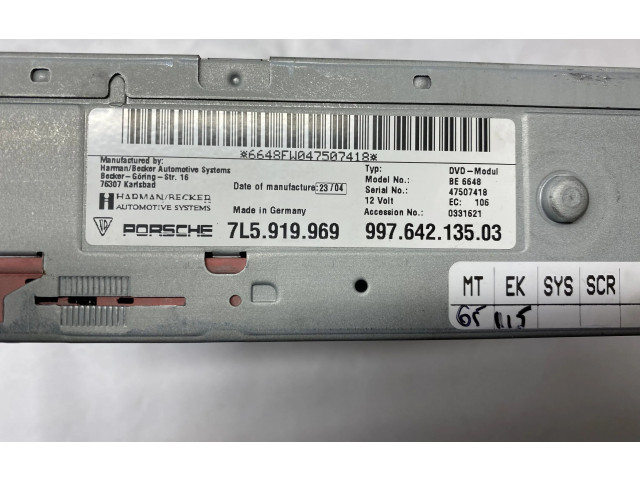 *6648FW047507418*
Manufactured by:
Harman/Becker Automotive Systems
Becker-Göring-Str. 16
76307 Karlsbad
HARMAN/BECKER
AUTOMOTIVE SYSTEMS
Date of manufacture: 23/04
Made in Germany
Typ: DVD-Modul
Model No.: BE 6648
Serial No.: 47507418
12 Volt EC: 106
Accession No.: 0331621
PORSCHE 7L5.919.969 997.642.135.03
MT EK SYS SCR
65 115